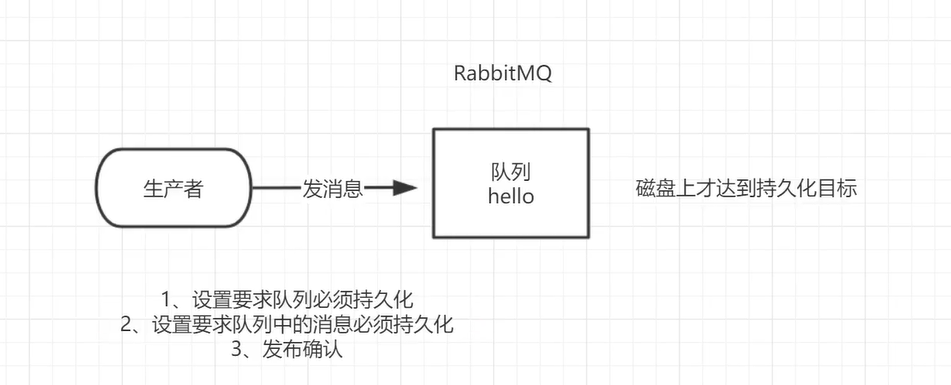 RabbitMQ
生产者
发消息
队列
hello
磁盘上才达到持久化目标
1、设置要求队列必须持久化
2、设置要求队列中的消息必须持久化
3、发布确认